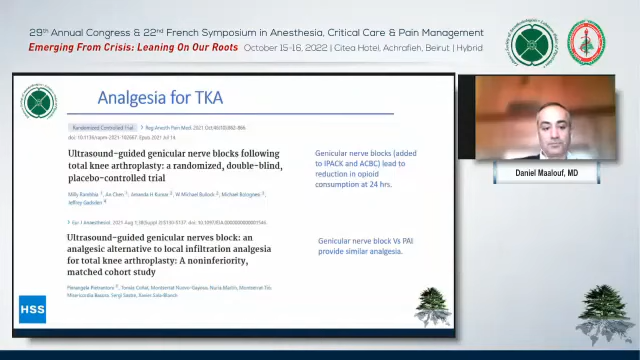 29th Annual Congress & 22nd French Symposium in Anesthesia, Critical Care & Pain Management
Emerging From Crisis: Leaning On Our Roots October 15-16, 2022 | Citea Hotel, Achrafieh, Beirut | Hybrid
Analgesia for TKA
Randomized Controlled Trial
Ultrasound-guided genicular nerve blocks following
total knee arthroplasty: a randomized, double-blind,
placebo-controlled trial
Jeffrey Gadsden
Genicular nerve blocks (added
to IPACK and ACBC) lead to
reduction in opioid
consumption at 24 hrs.
Ultrasound-guided genicular nerves block: an
analgesic alternative to local infiltration analgesia
for total knee arthroplasty: A noninferiority,
matched cohort study
Genicular nerve block Vs PAI
provide similar analgesia.
HSS
Daniel Maalouf, MD